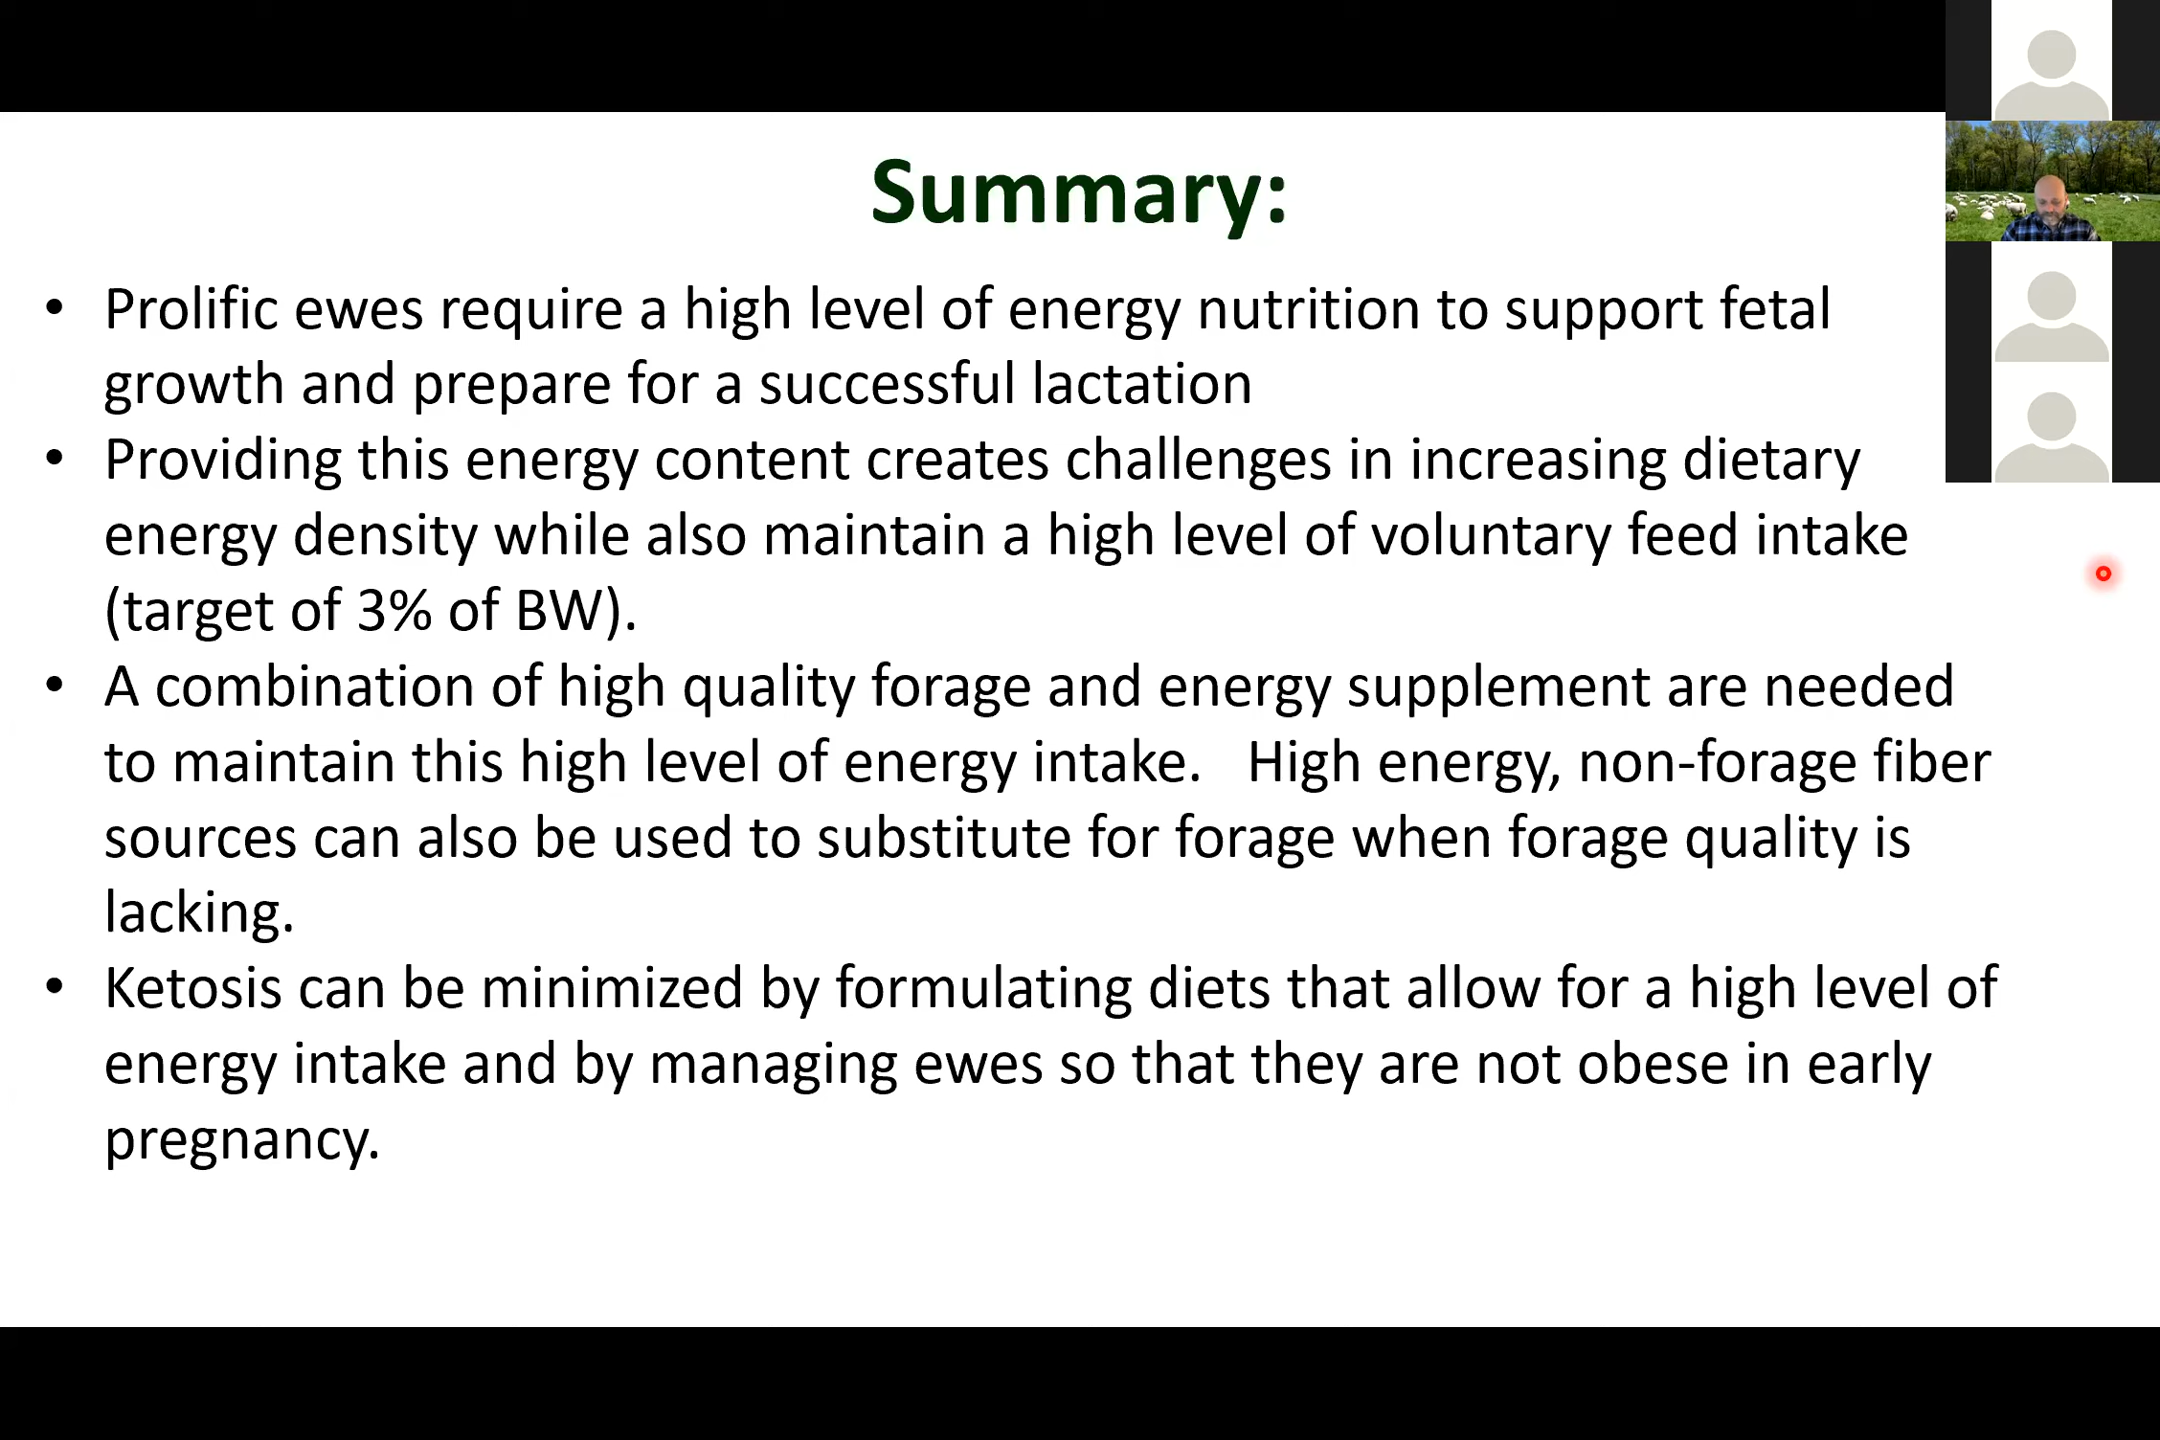 Summary:
• Prolific ewes require a high level of energy nutrition to support fetal
growth and prepare for a successful lactation
• Providing this energy content creates challenges in increasing dietary
energy density while also maintain a high level of voluntary feed intake
(target of 3% of BW).
• A combination of high quality forage and energy supplement are needed
to maintain this high level of energy intake.   High energy, non-forage fiber
sources can also be used to substitute for forage when forage quality is
lacking.
• Ketosis can be minimized by formulating diets that allow for a high level of
energy intake and by managing ewes so that they are not obese in early
pregnancy.